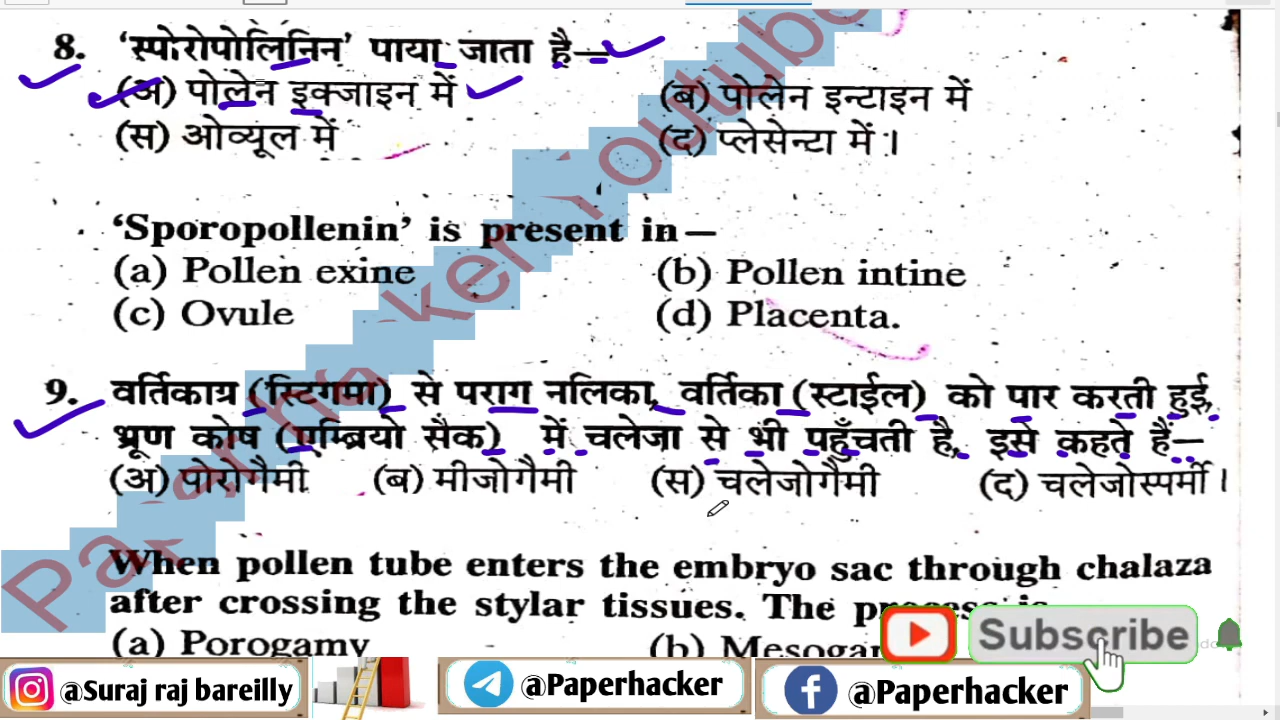 8. 'स्पोरोपोलिनिन' पाया जाता है—
(अ) पोलेन इक्जाइन में (ब) पोलेन इन्टाइन में
(स) ओव्यूल में (द) प्लेसेन्टा में।
'Sporopollenin' is present in—
(a) Pollen exine (b) Pollen intine
(c) Ovule (d) Placenta.
9. वर्तिकाग्र (स्टिगमा) से पराग नलिका, वर्तिका (स्टाईल) को पार करती हुई,
भ्रूण कोष (एम्ब्रियो सैक) में चलेजा से भी पहुँचती है, इसे कहते हैं—
(अ) पोरोगैमी (ब) मीजोगैमी (स) चलेजोगैमी (द) चलेजोस्पर्मी।
When pollen tube enters the embryo sac through chalaza
after crossing the stylar tissues. The process is
(a) Porogamy (b)
Subscribe
@Suraj raj bareilly @Paperhacker @Paperhacker